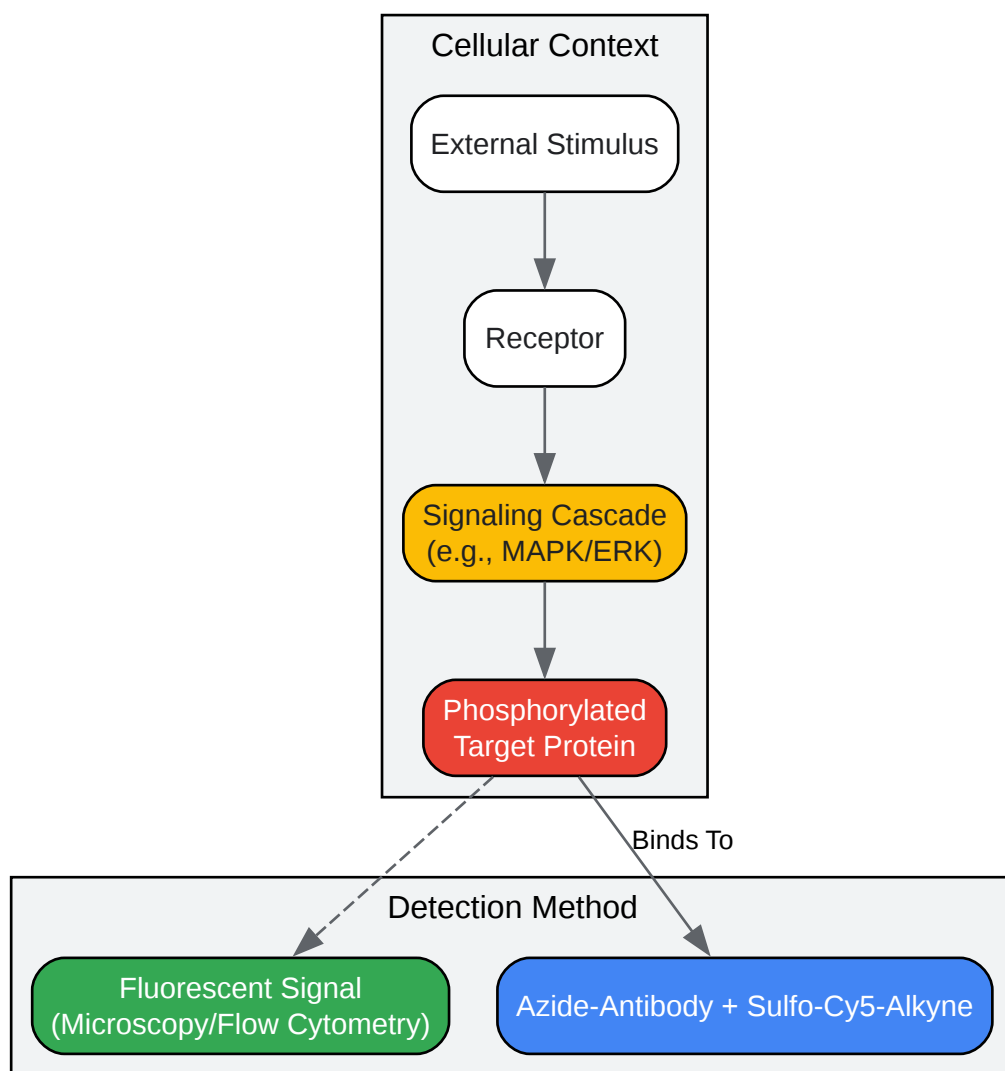 Cellular Context
External Stimulus
Receptor
Signaling Cascade
(e.g., MAPK/ERK)
Phosphorylated
Target Protein
Binds To
Detection Method
Fluorescent Signal
(Microscopy/Flow Cytometry)
Azide-Antibody + Sulfo-Cy5-Alkyne